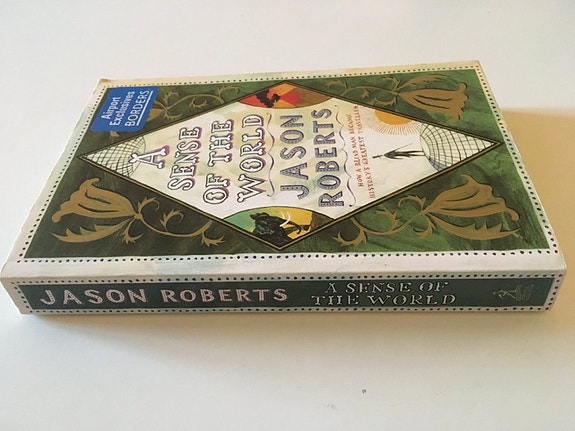 Airport
Exclusives
BORDERS
A
SENSE
OF THE
WORLD
JASON
ROBERTS
HOW A BLIND MAN BECAME
HISTORY'S GREATEST TRAVELLER
JASON ROBERTS
A SENSE OF
THE WORLD